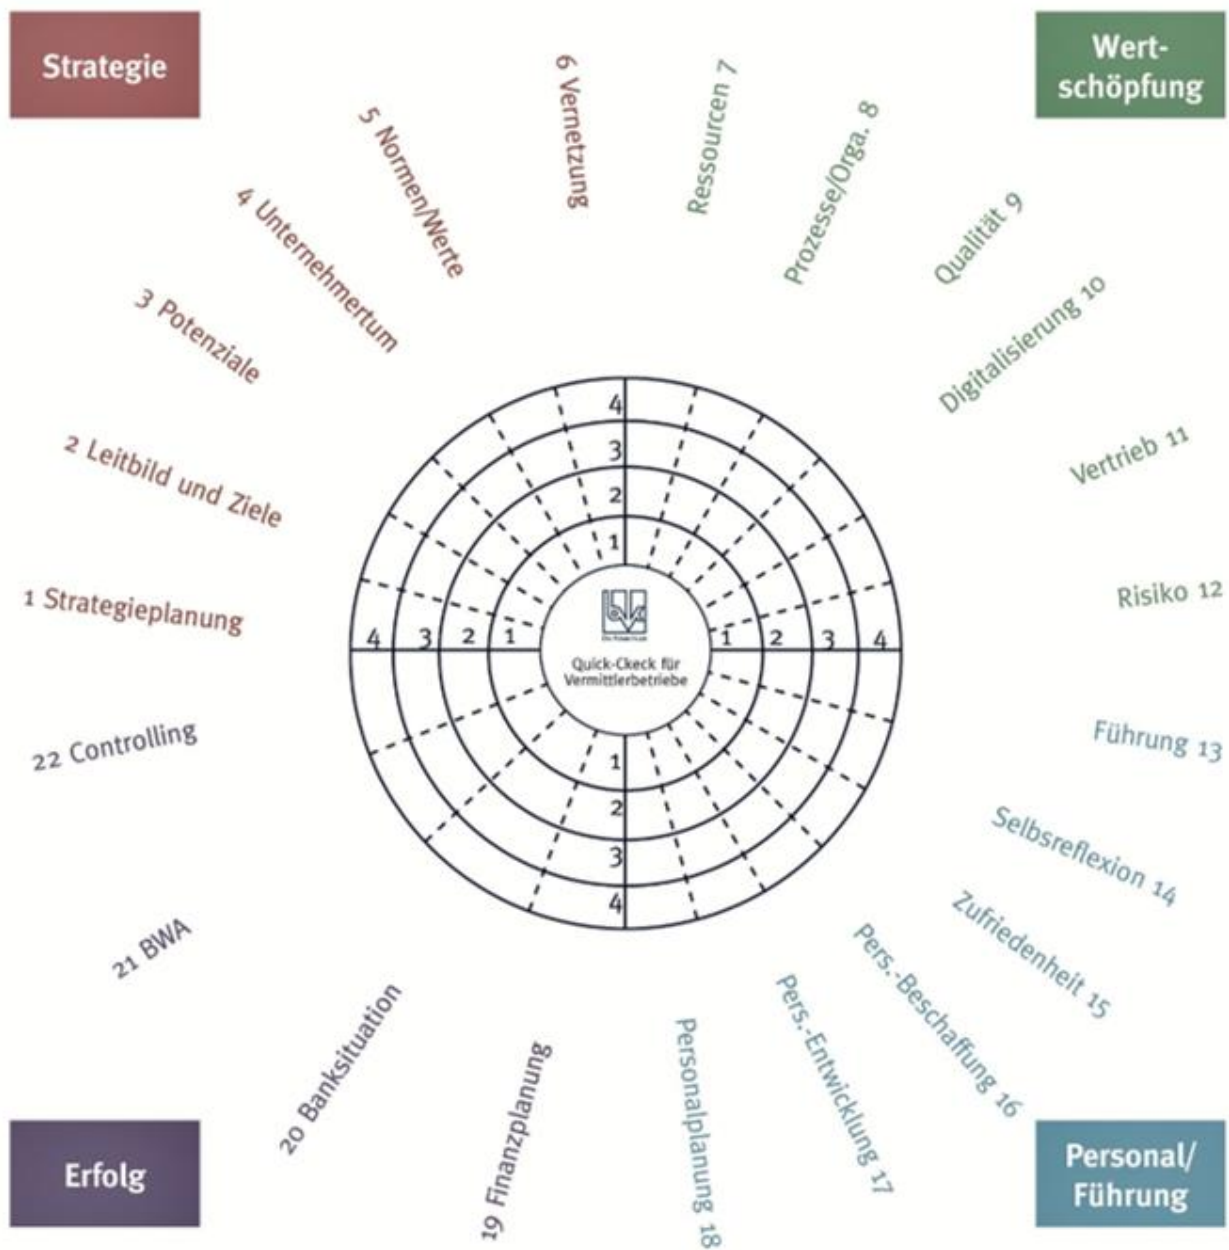 Strategie
Wert-
schöpfung
1 Strategieplanung
2 Leitbild und Ziele
3 Potenziale
4 Unternehmertum
5 Normen/Werte
6 Vernetzung
Ressourcen 7
Prozesse/Orga. 8
Qualität 9
Digitalisierung 10
Vertrieb 11
Risiko 12
4
3
2
1
4 3 2 1
1 2 3 4
Quick-Ckeck für
Vermittlerbetriebe
1
2
3
4
Führung 13
Selbsreflexion 14
Zufriedenheit 15
Pers.-Beschaffung 16
Pers.-Entwicklung 17
Personalplanung 18
19 Finanzplanung
20 Banksituation
21 BWA
22 Controlling
Erfolg
Personal/
Führung